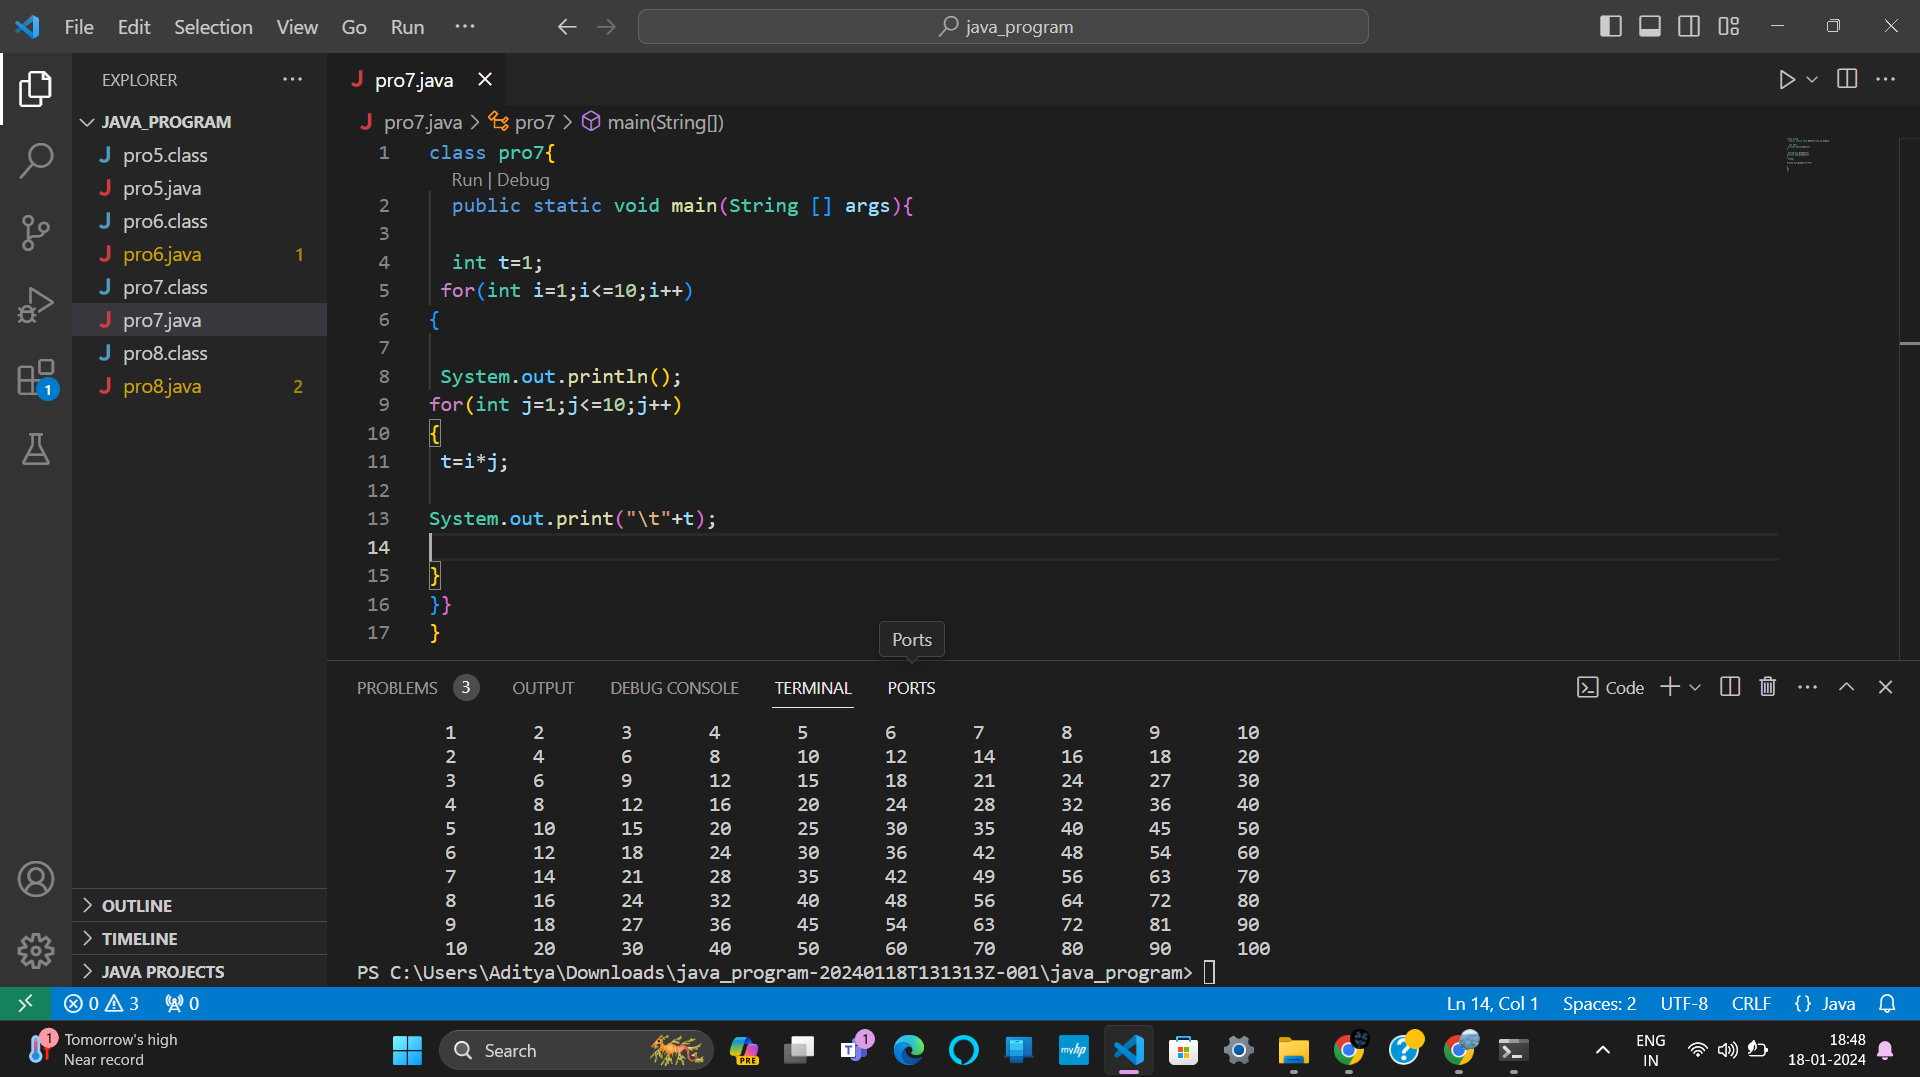 File Edit Selection View Go Run ··· java_program
EXPLORER ···
JAVA_PROGRAM
J pro5.class
J pro5.java
J pro6.class
J pro6.java 1
J pro7.class
J pro7.java
J pro8.class
J pro8.java 2
1
OUTLINE
TIMELINE
JAVA PROJECTS
J pro7.java
J pro7.java > pro7 > main(String[])
1 class pro7{
Run | Debug
2 public static void main(String [] args){
3
4 int t=1;
5 for(int i=1;i<=10;i++)
6 {
7
8 System.out.println();
9 for(int j=1;j<=10;j++)
10 {
11 t=i*j;
12
13 System.out.print("\t"+t);
14
15 }
16 }}
17 }
Ports
PROBLEMS 3 OUTPUT DEBUG CONSOLE TERMINAL PORTS Code
1 2 3 4 5 6 7 8 9 10
2 4 6 8 10 12 14 16 18 20
3 6 9 12 15 18 21 24 27 30
4 8 12 16 20 24 28 32 36 40
5 10 15 20 25 30 35 40 45 50
6 12 18 24 30 36 42 48 54 60
7 14 21 28 35 42 49 56 63 70
8 16 24 32 40 48 56 64 72 80
9 18 27 36 45 54 63 72 81 90
10 20 30 40 50 60 70 80 90 100
PS C:\Users\Aditya\Downloads\java_program-20240118T131313Z-001\java_program>
0 3 0 Ln 14, Col 1 Spaces: 2 UTF-8 CRLF {} Java
1 Tomorrow's high
Near record
Search
PRE
T 1
myhp
ENG
IN
18:48
18-01-2024